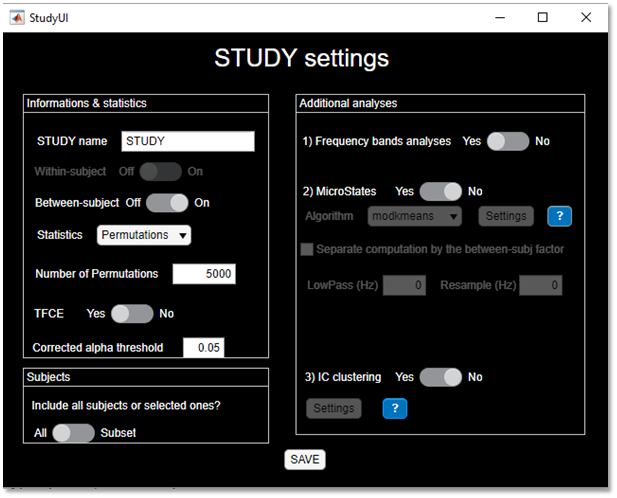 StudyUI
STUDY settings
Informations & statistics
STUDY name STUDY
Within-subject Off On
Between-subject Off On
Statistics Permutations
Number of Permutations 5000
TFCE Yes No
Corrected alpha threshold 0.05
Subjects
Include all subjects or selected ones?
All Subset
Additional analyses
1) Frequency bands analyses Yes No
2) MicroStates Yes No
Algorithm modkmeans Settings ?
Separate computation by the between-subj factor
LowPass (Hz) 0 Resample (Hz) 0
3) IC clustering Yes No
Settings ?
SAVE